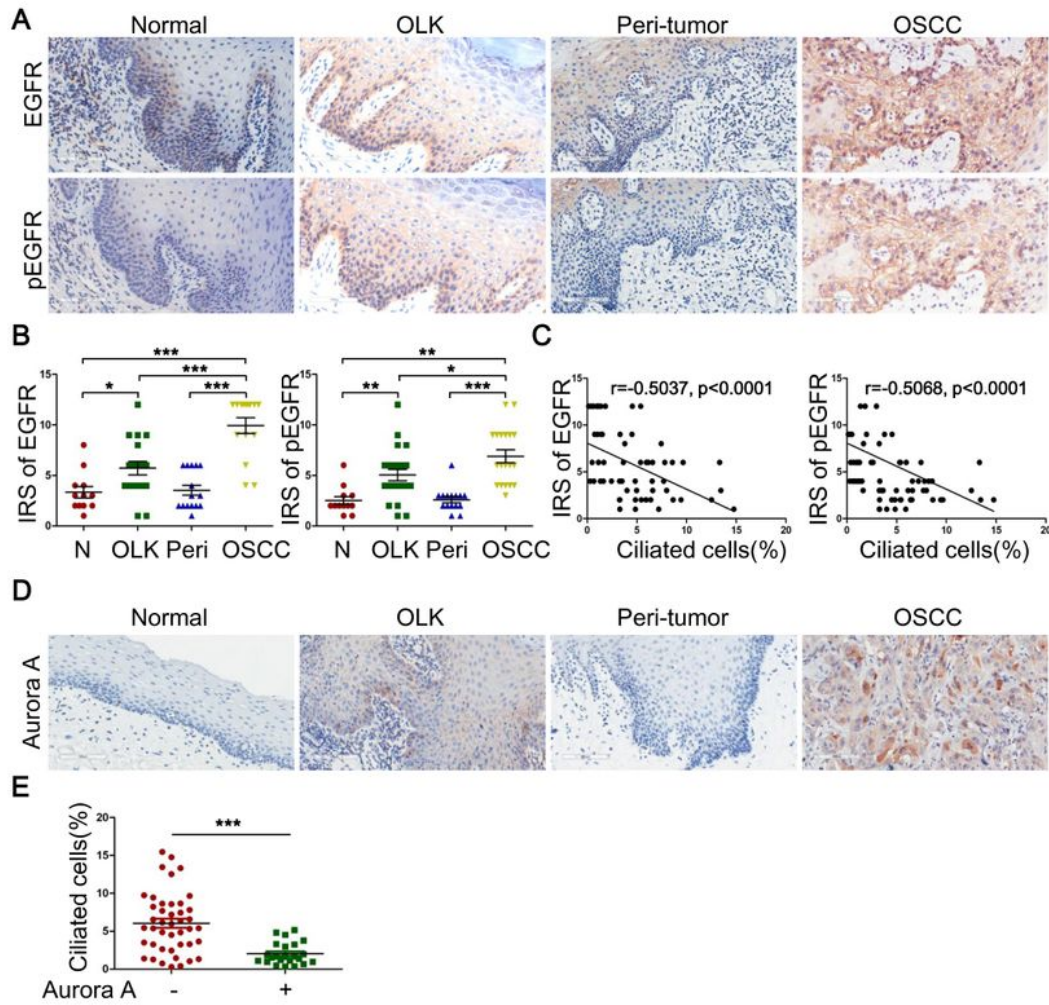 A
Normal OLK Peri-tumor OSCC
EGFR
pEGFR
B
*** *** * ***
IRS of EGFR
15
10
5
0
N OLK Peri OSCC
** * ** ***
IRS of pEGFR
15
10
5
0
N OLK Peri OSCC
C
r=-0.5037, p<0.0001
IRS of EGFR
15
10
5
0
0 5 10 15 20
Ciliated cells(%)
r=-0.5068, p<0.0001
IRS of pEGFR
15
10
5
0
0 5 10 15 20
Ciliated cells(%)
D
Normal OLK Peri-tumor OSCC
Aurora A
E
***
Ciliated cells(%)
20
15
10
5
0
Aurora A - +